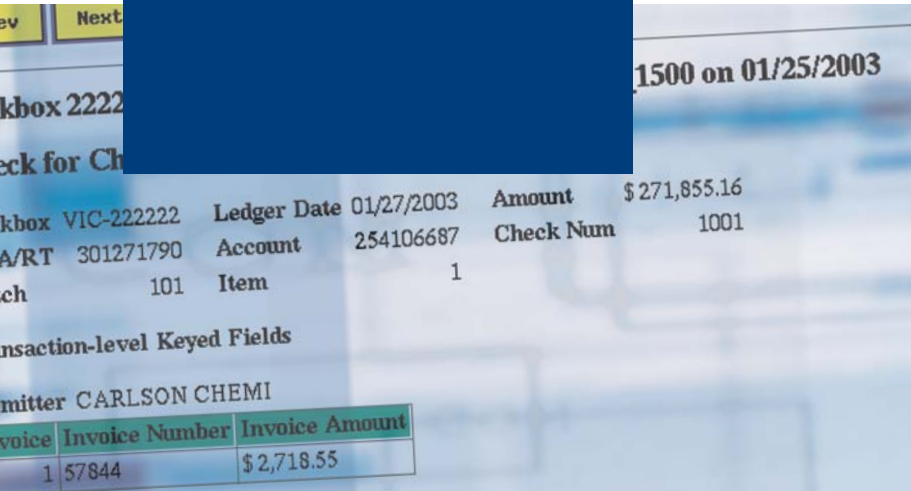 ev Next
kbox 2222 _1500 on 01/25/2003
eck for Ch
kbox VIC-222222 Ledger Date 01/27/2003 Amount $271,855.16
A/RT 301271790 Account 254106687 Check Num 1001
tch 101 Item 1
nsaction-level Keyed Fields
mitter CARLSON CHEMI
voice Invoice Number Invoice Amount
1 57844 $2,718.55